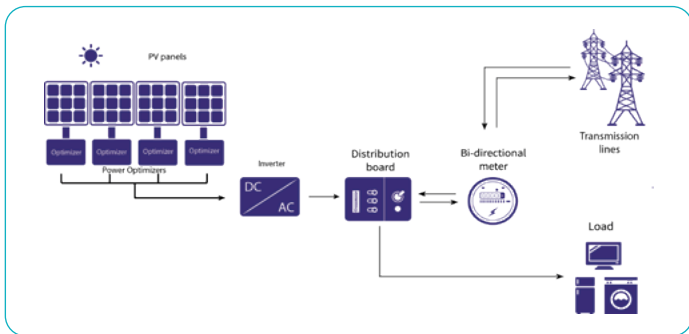 PV panels
Optimizer
Optimizer
Optimizer
Optimizer
Power Optimizers
Inverter
DC
AC
Distribution
board
Bi-directional
meter
Transmission
lines
Load